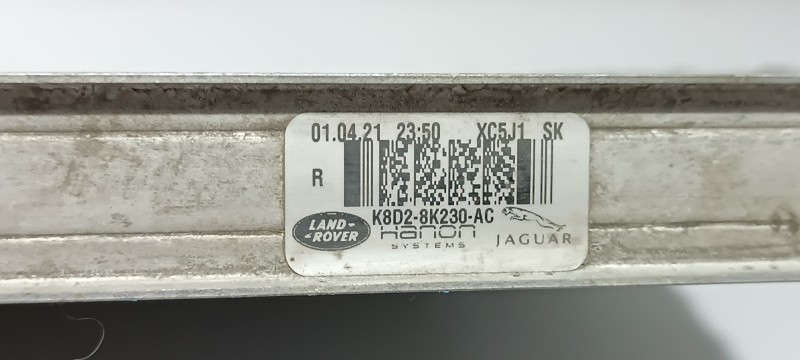 01.04.21 23:50 XC5J1 SK
R
K8D2-8K230-AC
LAND-
-ROVER
Hanon
SYSTEMS
JAGUAR